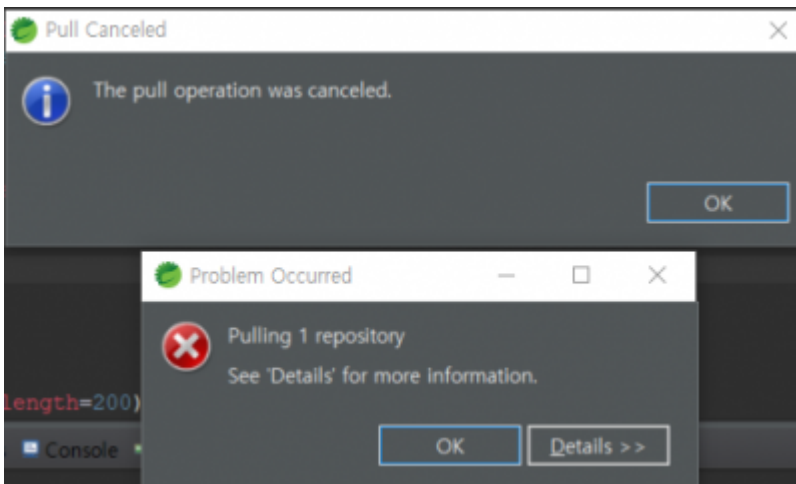 Pull Canceled
The pull operation was canceled.
OK
Problem Occurred
Pulling 1 repository
See 'Details' for more information.
length=200)
Console
OK
Details >>